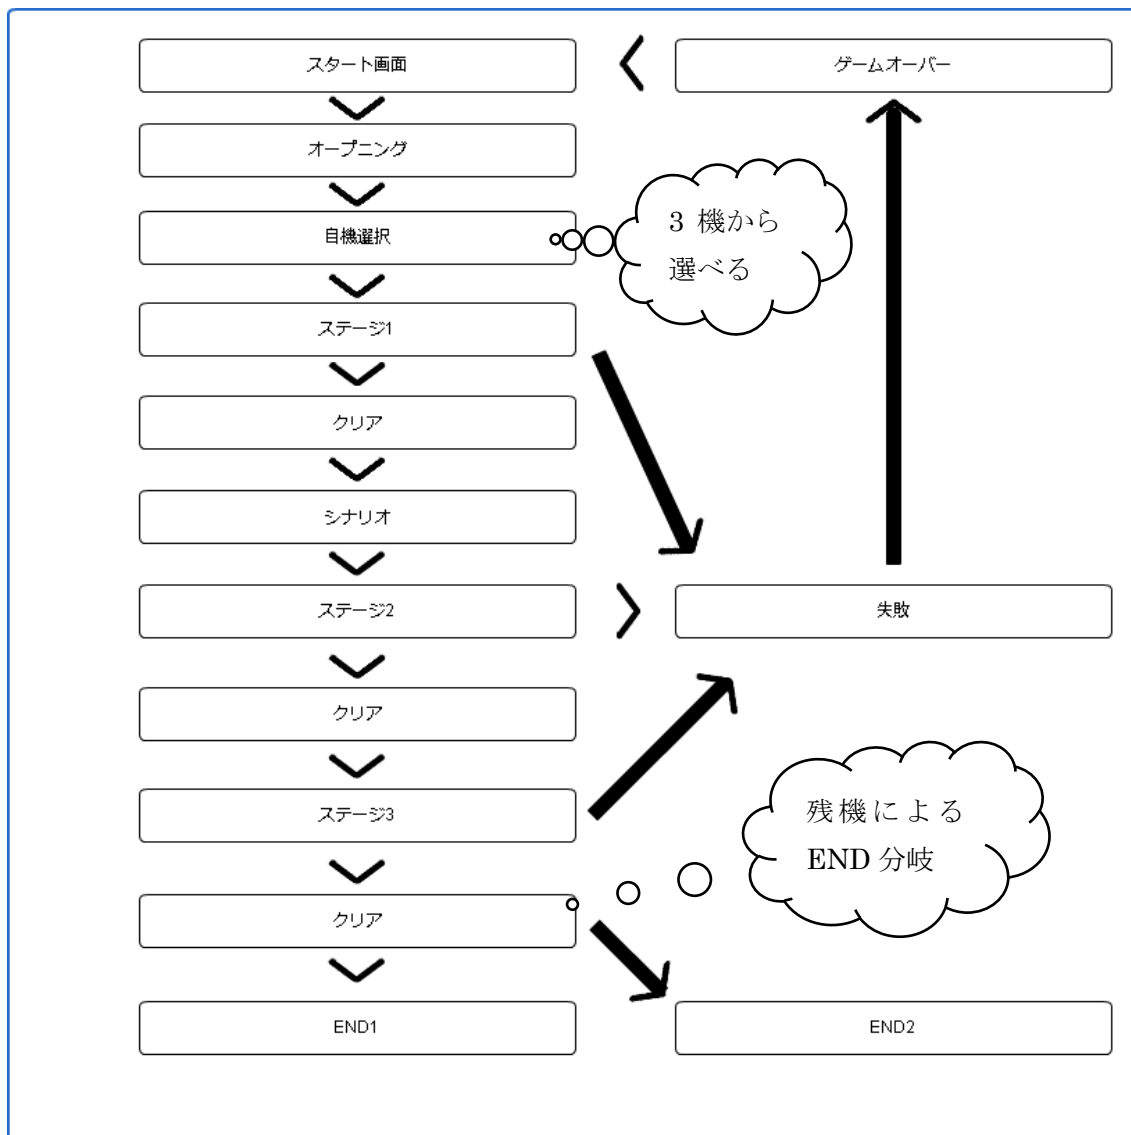 スタート画面
ゲームオーバー
オープニング
自機選択
3 機から
選べる
ステージ1
クリア
シナリオ
ステージ2
失敗
クリア
ステージ3
残機による
END 分岐
クリア
END1
END2